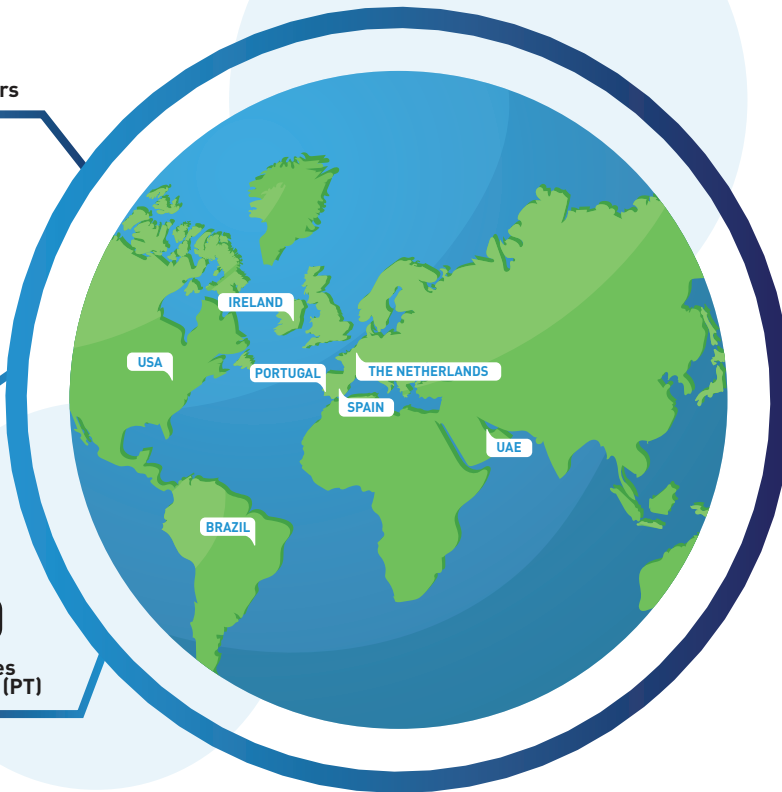 rs
IRELAND
USA
PORTUGAL
THE NETHERLANDS
SPAIN
UAE
BRAZIL
es
(PT)